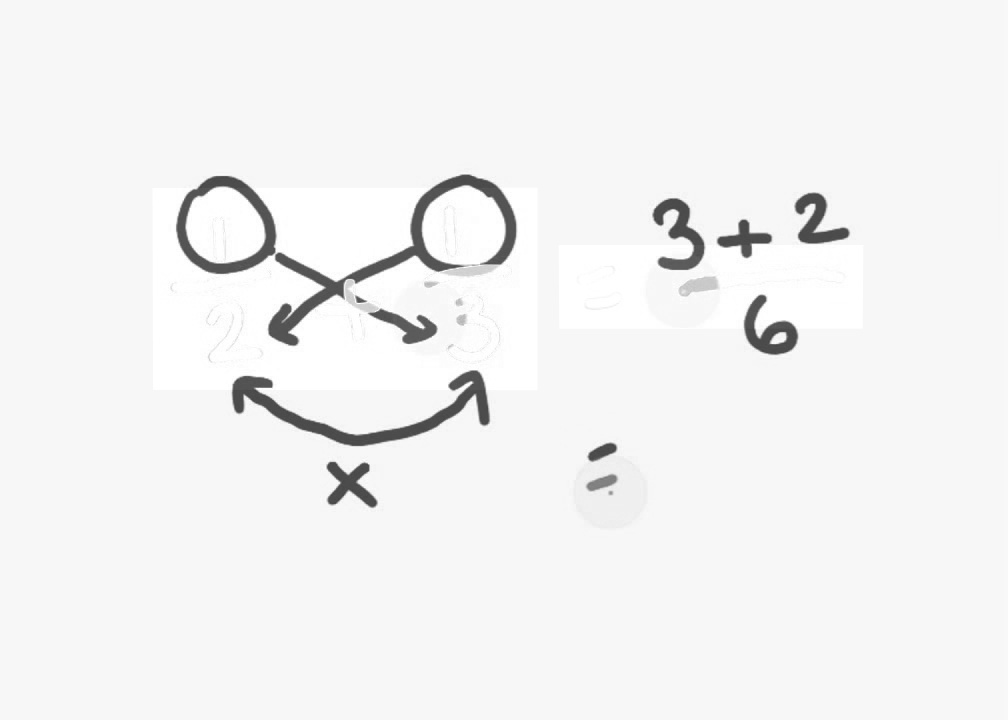 1/2 + 1/3 = (3 + 2)/6
×
=